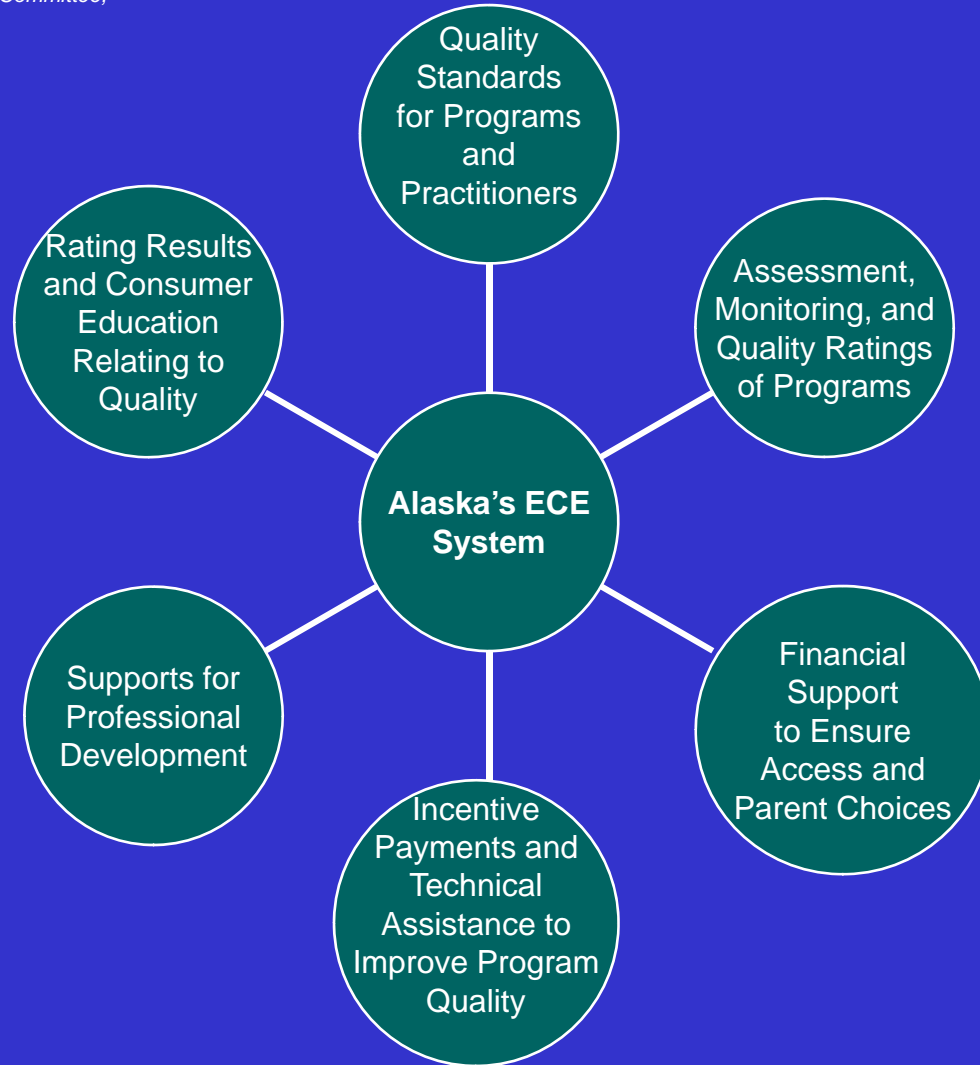 Committee,
Quality
Standards
for Programs
and
Practitioners
Rating Results
and Consumer
Education
Relating to
Quality
Assessment,
Monitoring, and
Quality Ratings
of Programs
Alaska’s ECE
System
Supports for
Professional
Development
Financial
Support
to Ensure
Access and
Parent Choices
Incentive
Payments and
Technical
Assistance to
Improve Program
Quality